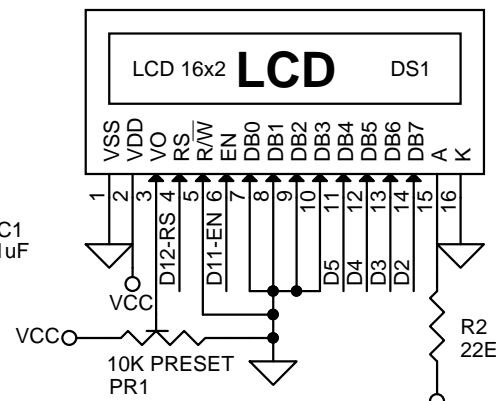 LCD 16x2 LCD DS1
VSS VDD VO RS R/W EN DB0 DB1 DB2 DB3 DB4 DB5 DB6 DB7 A K
1 2 3 4 5 6 7 8 9 10 11 12 13 14 15 16
D12-RS D11-EN D5 D4 D3 D2
C1
1uF
VCC
VCC
10K PRESET
PR1
R2
22E